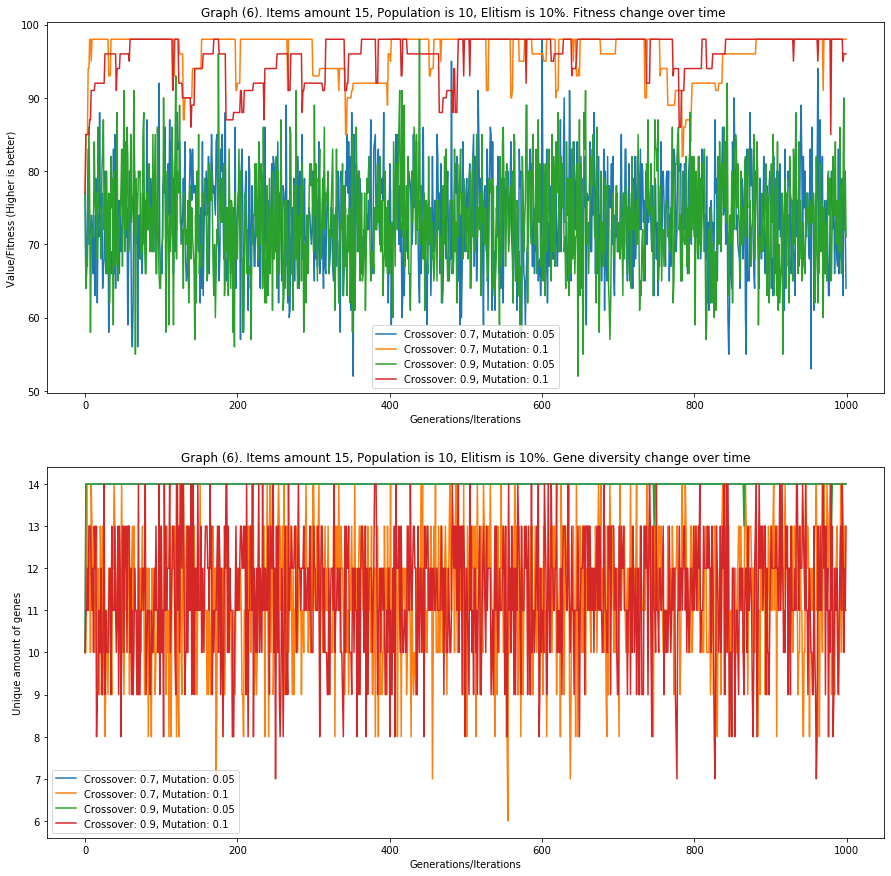 Graph (6). Items amount 15, Population is 10, Elitism is 10%. Fitness change over time
100
90
80
70
60
50
Value/Fitness (Higher is better)
Crossover: 0.7, Mutation: 0.05
Crossover: 0.7, Mutation: 0.1
Crossover: 0.9, Mutation: 0.05
Crossover: 0.9, Mutation: 0.1
0 200 400 600 800 1000
Generations/Iterations
Graph (6). Items amount 15, Population is 10, Elitism is 10%. Gene diversity change over time
14
13
12
11
10
9
8
7
6
Unique amount of genes
Crossover: 0.7, Mutation: 0.05
Crossover: 0.7, Mutation: 0.1
Crossover: 0.9, Mutation: 0.05
Crossover: 0.9, Mutation: 0.1
0 200 400 600 800 1000
Generations/Iterations